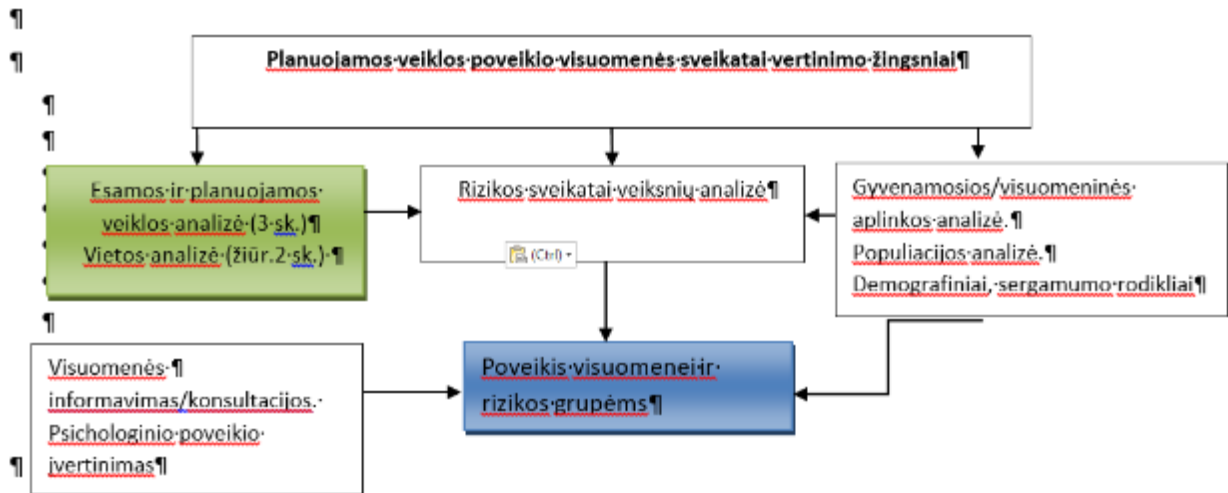 Planuojamos veiklos poveikio visuomenės sveikatai vertinimo žingsniai¶
Esamos ir planuojamos
veiklos analizė (3 sk.)¶
Vietos analizė (žiūr.2 sk.) ¶
Rizikos sveikatai veiksnių analizė¶
(Ctrl)
Gyvenamosios/visuomeninės
aplinkos analizė.¶
Populiacijos analizė.¶
Demografiniai, sergamumo rodikliai¶
Visuomenės ¶
informavimas/konsultacijos.
Psichologinio poveikio
įvertinimas¶
Poveikis visuomenei ir
rizikos grupėms¶